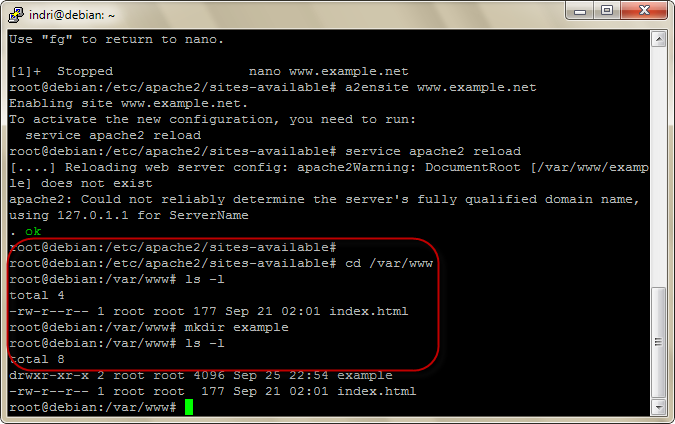 indri@debian: ~
Use "fg" to return to nano.
[1]+  Stopped                 nano www.example.net
root@debian:/etc/apache2/sites-available# a2ensite www.example.net
Enabling site www.example.net.
To activate the new configuration, you need to run:
  service apache2 reload
root@debian:/etc/apache2/sites-available# service apache2 reload
[....] Reloading web server config: apache2Warning: DocumentRoot [/var/www/examp
le] does not exist
apache2: Could not reliably determine the server's fully qualified domain name,
using 127.0.1.1 for ServerName
. ok
root@debian:/etc/apache2/sites-available#
root@debian:/etc/apache2/sites-available# cd /var/www
root@debian:/var/www# ls -l
total 4
-rw-r--r-- 1 root root 177 Sep 21 02:01 index.html
root@debian:/var/www# mkdir example
root@debian:/var/www# ls -l
total 8
drwxr-xr-x 2 root root 4096 Sep 25 22:54 example
-rw-r--r-- 1 root root  177 Sep 21 02:01 index.html
root@debian:/var/www#